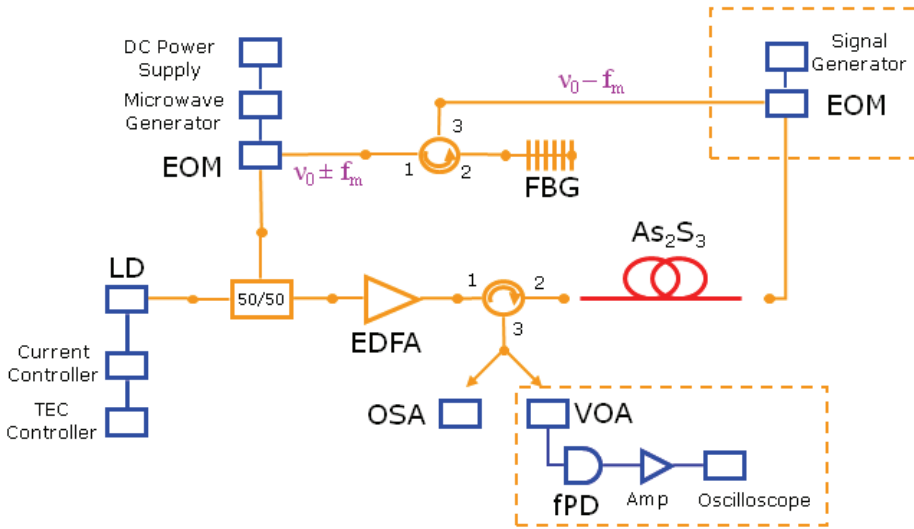 DC Power
Supply
Microwave
Generator
EOM
ν₀ ± fₘ
1
2
3
FBG
ν₀ − fₘ
Signal
Generator
EOM
LD
50/50
EDFA
1
2
3
As₂S₃
Current
Controller
TEC
Controller
OSA
VOA
fPD
Amp
Oscilloscope